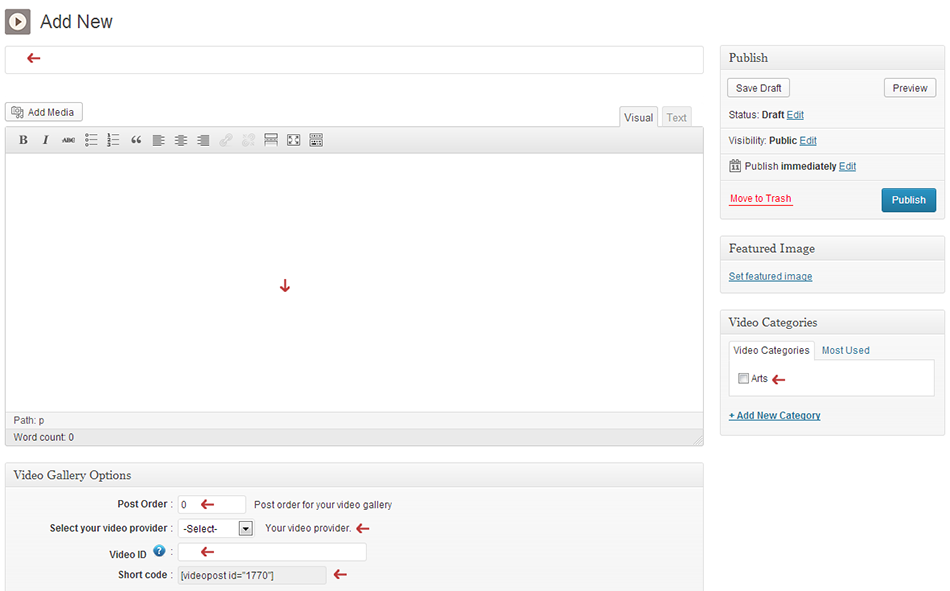 Add New
Add Media
Visual Text
B I ABC
Path: p
Word count: 0
Video Gallery Options
Post Order : 0 Post order for your video gallery
Select your video provider : -Select- Your video provider.
Video ID ? :
Short code : [videopost id="1770"]
Publish
Save Draft Preview
Status: Draft Edit
Visibility: Public Edit
11 Publish immediately Edit
Move to Trash Publish
Featured Image
Set featured image
Video Categories
Video Categories Most Used
Arts
+ Add New Category